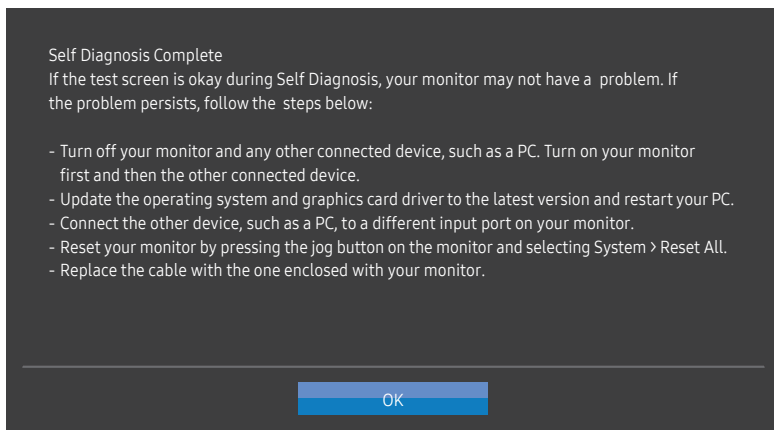 Self Diagnosis Complete
If the test screen is okay during Self Diagnosis, your monitor may not have a problem. If
the problem persists, follow the steps below:
- Turn off your monitor and any other connected device, such as a PC. Turn on your monitor
first and then the other connected device.
- Update the operating system and graphics card driver to the latest version and restart your PC.
- Connect the other device, such as a PC, to a different input port on your monitor.
- Reset your monitor by pressing the jog button on the monitor and selecting System > Reset All.
- Replace the cable with the one enclosed with your monitor.
OK